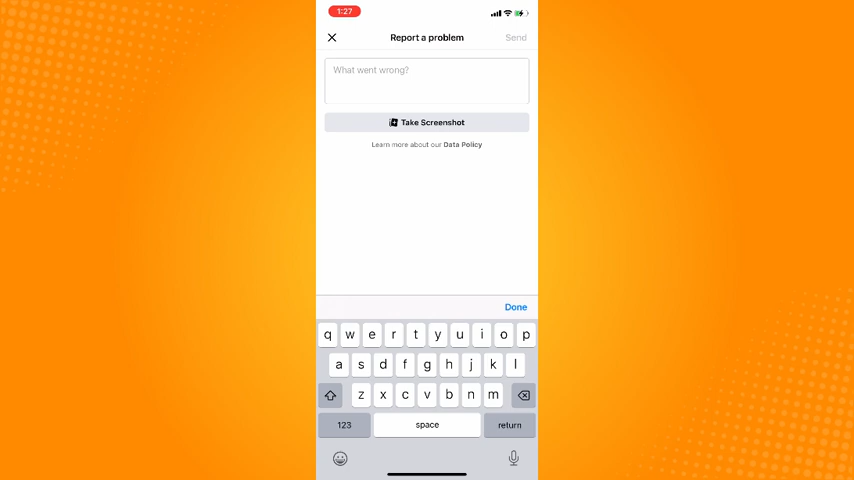 1:27
Report a problem
Send
What went wrong?
Take Screenshot
Learn more about our Data Policy
Done
q w e r t y u i o p
a s d f g h j k l
z x c v b n m
123 space return